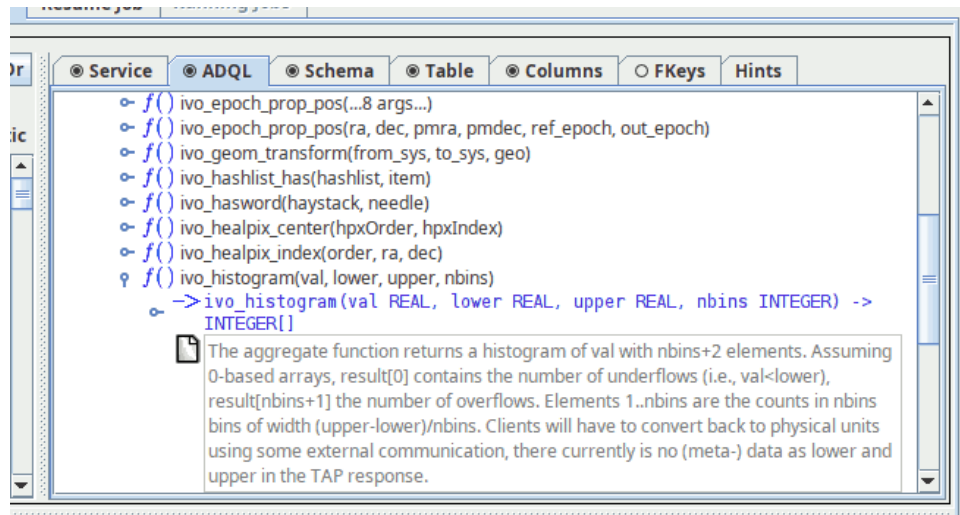 Resume Job Running Jobs
Service ADQL Schema Table Columns FKeys Hints
f() ivo_epoch_prop_pos(...8 args...)
f() ivo_epoch_prop_pos(ra, dec, pmra, pmdec, ref_epoch, out_epoch)
f() ivo_geom_transform(from_sys, to_sys, geo)
f() ivo_hashlist_has(hashlist, item)
f() ivo_hasword(haystack, needle)
f() ivo_healpix_center(hpxOrder, hpxIndex)
f() ivo_healpix_index(order, ra, dec)
f() ivo_histogram(val, lower, upper, nbins)
->ivo_histogram(val REAL, lower REAL, upper REAL, nbins INTEGER) ->
INTEGER[]
The aggregate function returns a histogram of val with nbins+2 elements. Assuming
0-based arrays, result[0] contains the number of underflows (i.e., val<lower),
result[nbins+1] the number of overflows. Elements 1..nbins are the counts in nbins
bins of width (upper-lower)/nbins. Clients will have to convert back to physical units
using some external communication, there currently is no (meta-) data as lower and
upper in the TAP response.